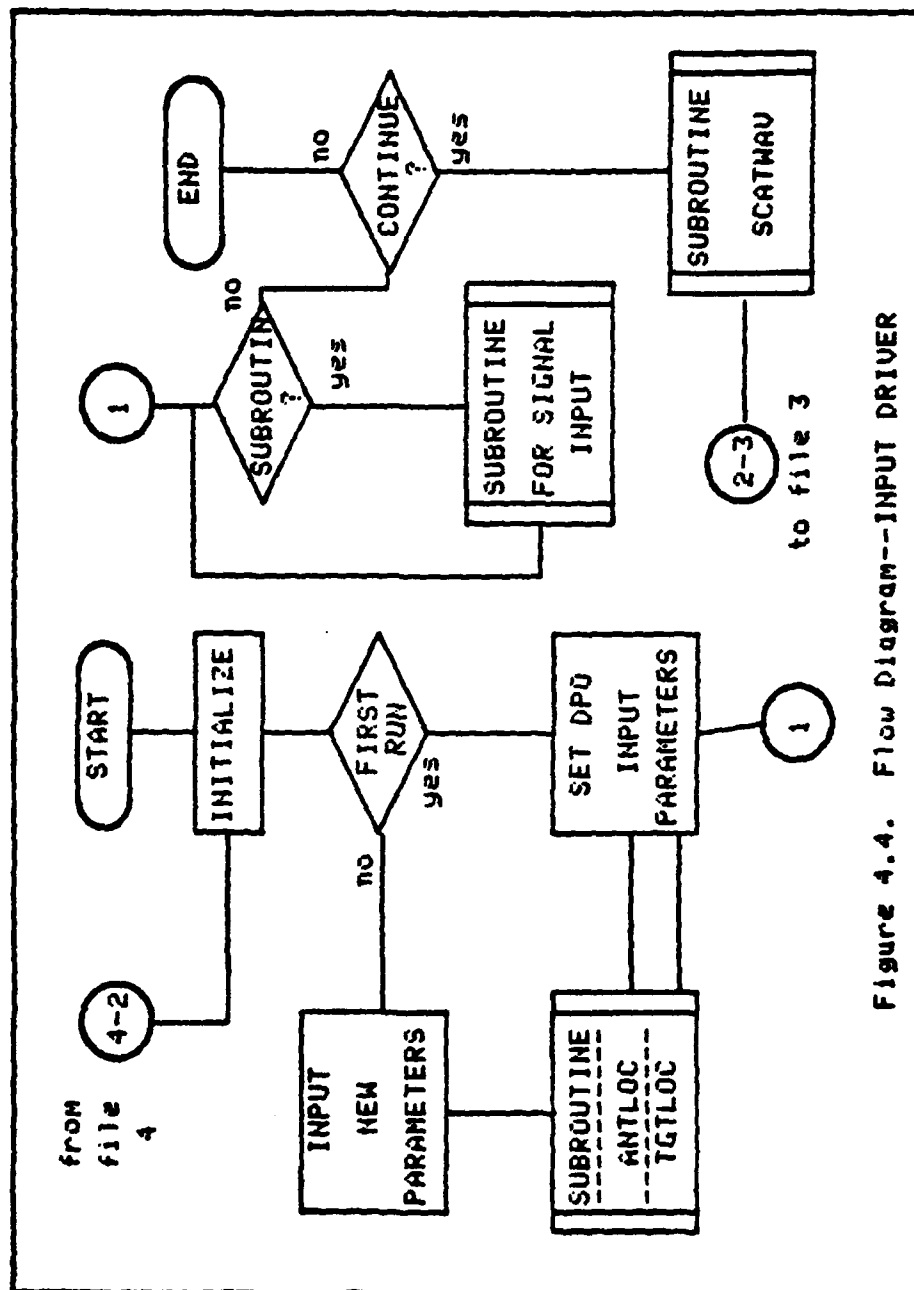 from
file
4
4-2
START
INITIALIZE
FIRST
RUN
no
yes
INPUT
NEW
PARAMETERS
SUBROUTINE
ANTLOC
TGTLOC
SET DPO
INPUT
PARAMETERS
1
1
SUBROUTIN
?
no
yes
SUBROUTINE
FOR SIGNAL
INPUT
END
no
CONTINUE
?
yes
SUBROUTINE
SCATWAV
2-3
to file 3
Figure 4.4. Flow Diagram--INPUT DRIVER